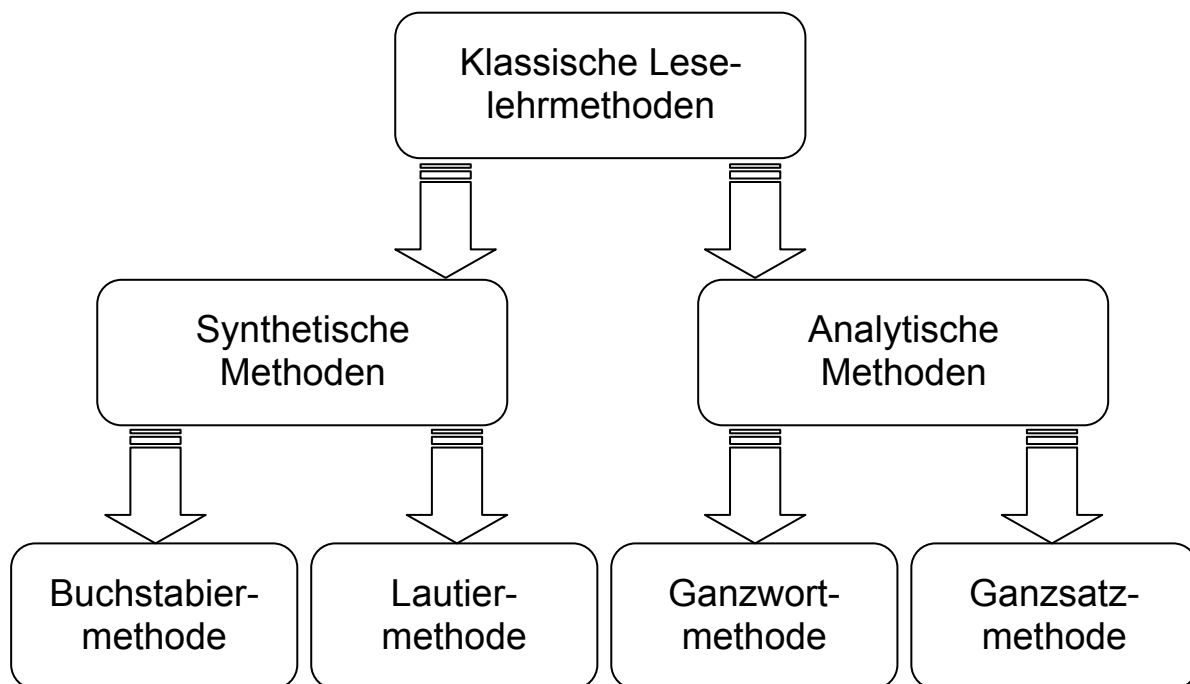 Klassische Lese-
lehrmethoden
Synthetische
Methoden
Analytische
Methoden
Buchstabier-
methode
Lautier-
methode
Ganzwort-
methode
Ganzsatz-
methode